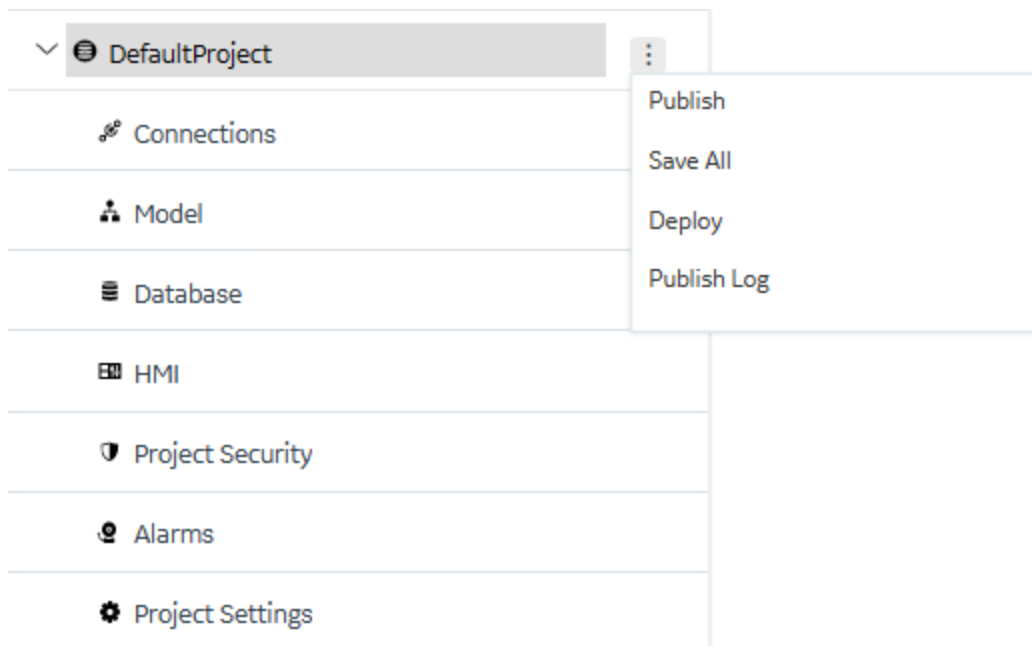 DefaultProject
Publish
Connections
Save All
Model
Deploy
Publish Log
Database
HMI
Project Security
Alarms
Project Settings